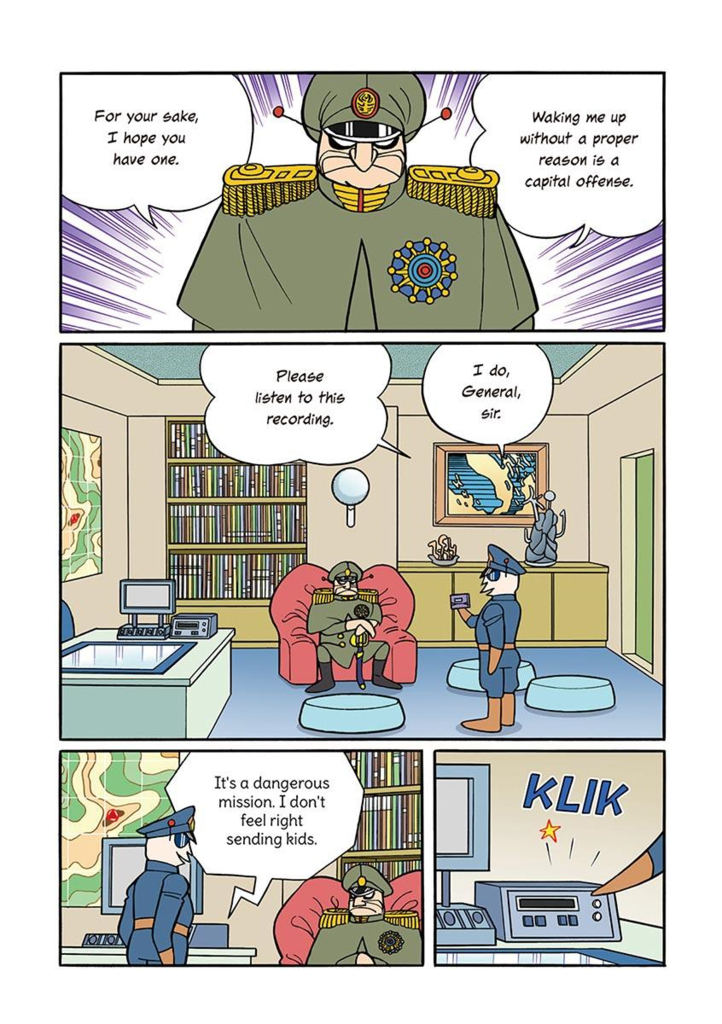 For your sake,
I hope you
have one.
Waking me up
without a proper
reason is a
capital offense.
Please
listen to this
recording.
I do,
General,
sir.
It's a dangerous
mission. I don't
feel right
sending kids.
KLIK